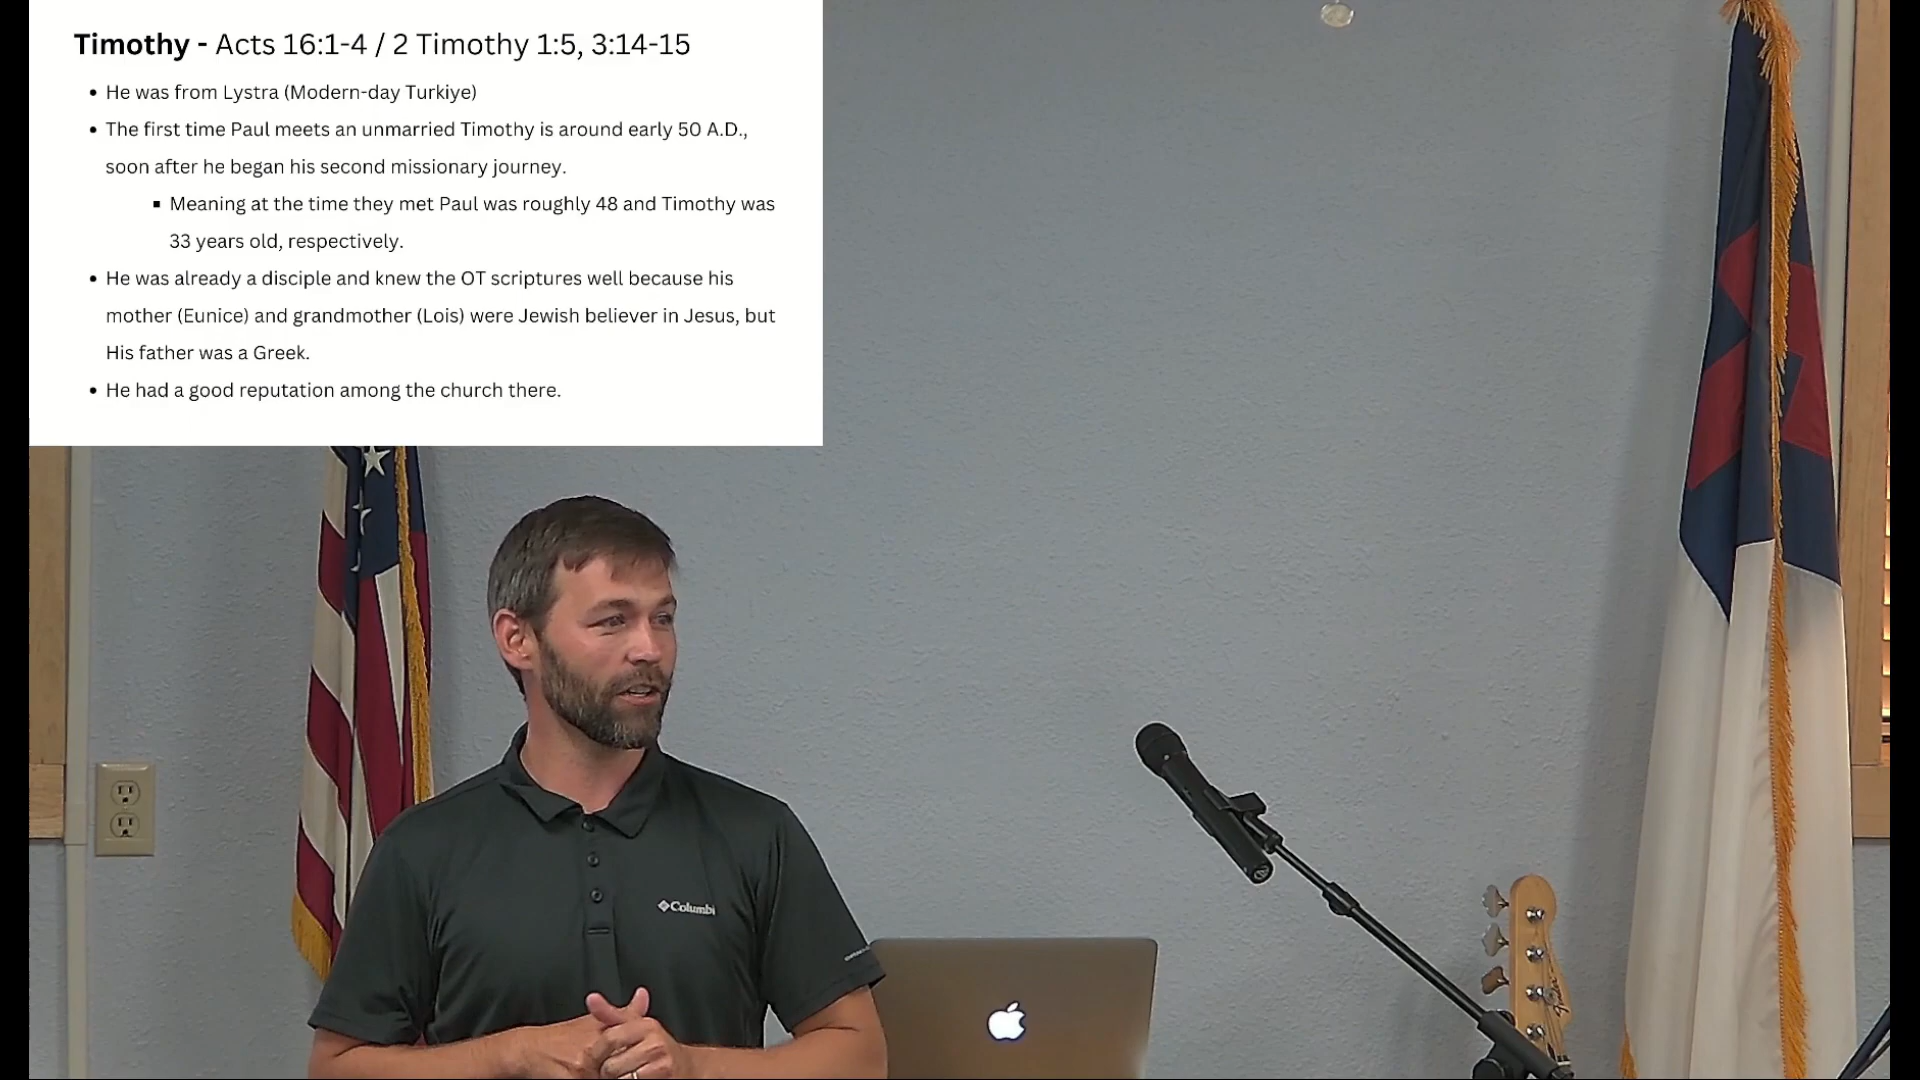 Timothy - Acts 16:1-4 / 2 Timothy 1:5, 3:14-15
• He was from Lystra (Modern-day Turkiye)
• The first time Paul meets an unmarried Timothy is around early 50 A.D.,
soon after he began his second missionary journey.
▪ Meaning at the time they met Paul was roughly 48 and Timothy was
33 years old, respectively.
• He was already a disciple and knew the OT scriptures well because his
mother (Eunice) and grandmother (Lois) were Jewish believer in Jesus, but
His father was a Greek.
• He had a good reputation among the church there.
Columbi